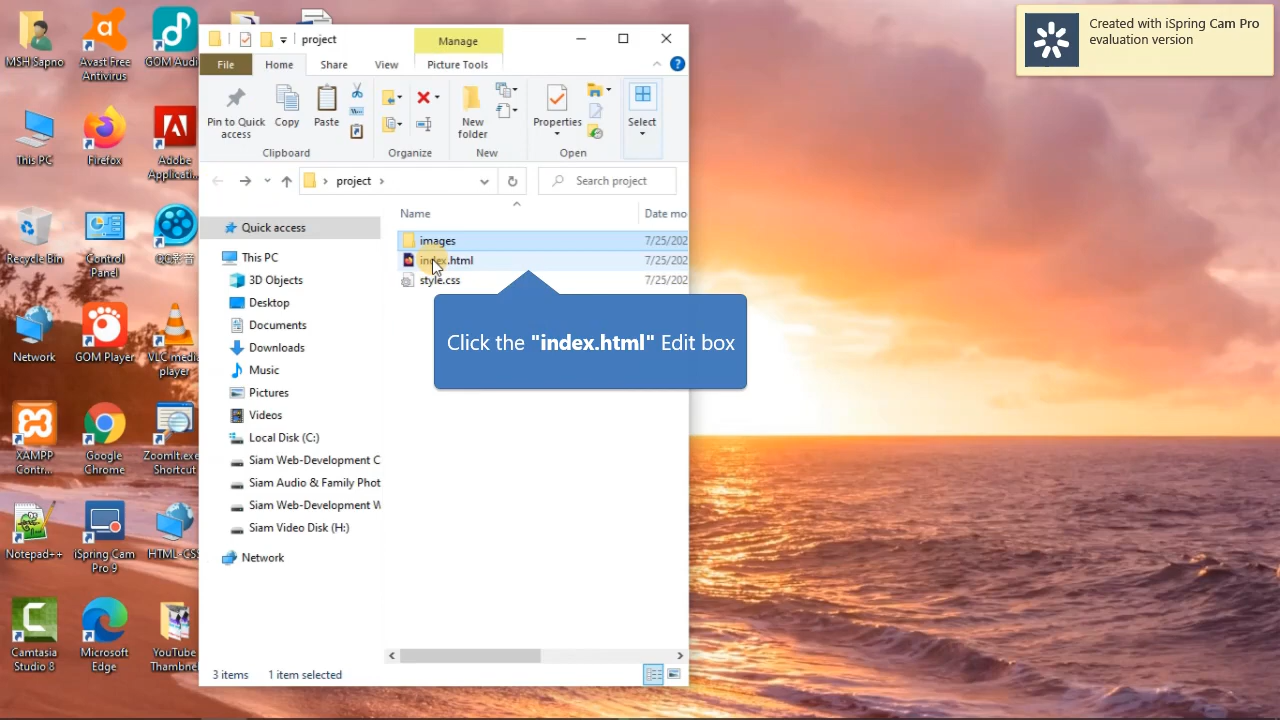 MSH Sapno
Avast Free
Antivirus
GOM Audi
This PC
Firefox
Adobe
Applicati...
Recycle Bin
Control
Panel
Network
GOM Player
VLC media
player
XAMPP
Contr...
Google
Chrome
ZoomIt.exe
Shortcut
Notepad++
iSpring Cam
Pro 9
HTML-CSS
Camtasia
Studio 8
Microsoft
Edge
YouTube
Thumbnel
project
Manage
File
Home
Share
View
Picture Tools
Pin to Quick
access
Copy
Paste
New
folder
Properties
Select
Clipboard
Organize
New
Open
project
Search project
Name
Date mo
Quick access
This PC
3D Objects
Desktop
Documents
Downloads
Music
Pictures
Videos
Local Disk (C:)
Siam Web-Development C
Siam Audio & Family Phot
Siam Web-Development W
Siam Video Disk (H:)
Network
images
7/25/202
index.html
7/25/202
style.css
7/25/202
Click the "index.html" Edit box
3 items
1 item selected
Created with iSpring Cam Pro
evaluation version